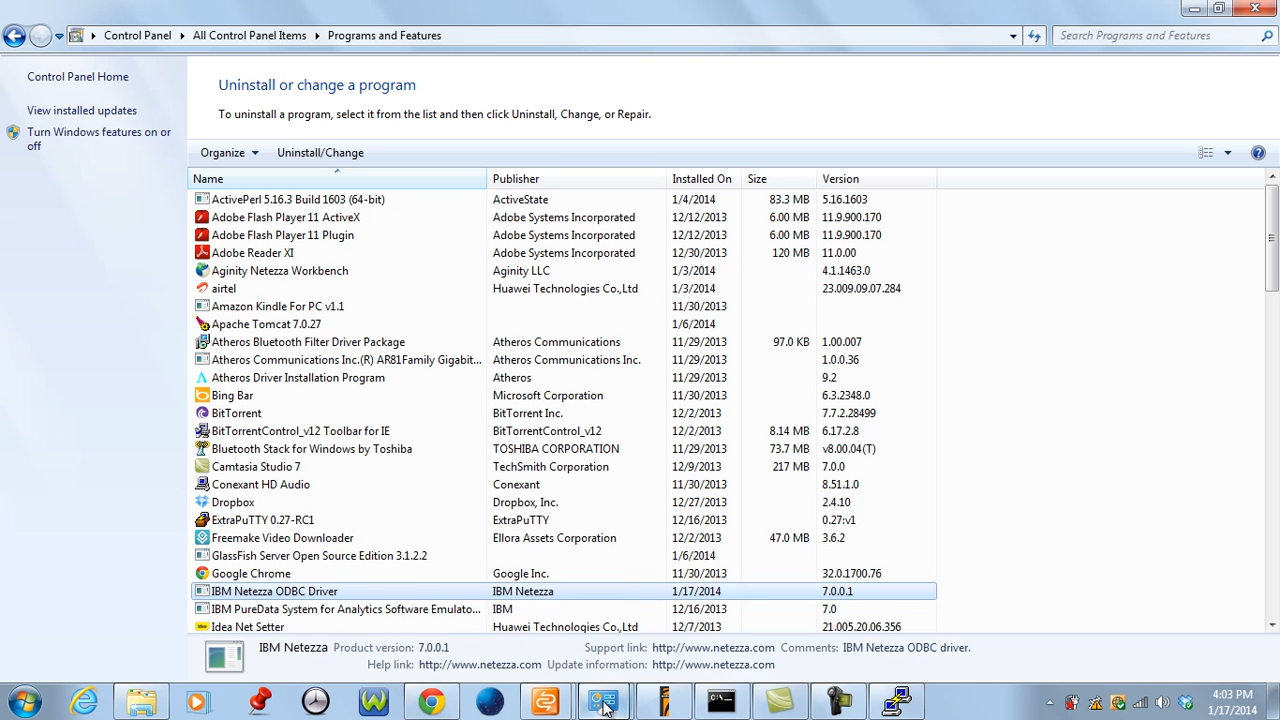 Control Panel All Control Panel Items Programs and Features Search Programs and Features
Control Panel Home
View installed updates
Turn Windows features on or
off
Uninstall or change a program
To uninstall a program, select it from the list and then click Uninstall, Change, or Repair.
Organize Uninstall/Change
Name Publisher Installed On Size Version
ActivePerl 5.16.3 Build 1603 (64-bit) ActiveState 1/4/2014 83.3 MB 5.16.1603
Adobe Flash Player 11 ActiveX Adobe Systems Incorporated 12/12/2013 6.00 MB 11.9.900.170
Adobe Flash Player 11 Plugin Adobe Systems Incorporated 12/12/2013 6.00 MB 11.9.900.170
Adobe Reader XI Adobe Systems Incorporated 12/30/2013 120 MB 11.0.00
Aginity Netezza Workbench Aginity LLC 1/3/2014 4.1.1463.0
airtel Huawei Technologies Co.,Ltd 1/3/2014 23.009.09.07.284
Amazon Kindle For PC v1.1 11/30/2013
Apache Tomcat 7.0.27 1/6/2014
Atheros Bluetooth Filter Driver Package Atheros Communications 11/29/2013 97.0 KB 1.00.007
Atheros Communications Inc.(R) AR81Family Gigabit... Atheros Communications Inc. 11/29/2013 1.0.0.36
Atheros Driver Installation Program Atheros 11/29/2013 9.2
Bing Bar Microsoft Corporation 11/30/2013 6.3.2348.0
BitTorrent BitTorrent Inc. 12/2/2013 7.7.2.28499
BitTorrentControl_v12 Toolbar for IE BitTorrentControl_v12 12/2/2013 8.14 MB 6.17.2.8
Bluetooth Stack for Windows by Toshiba TOSHIBA CORPORATION 11/29/2013 73.7 MB v8.00.04(T)
Camtasia Studio 7 TechSmith Corporation 12/9/2013 217 MB 7.0.0
Conexant HD Audio Conexant 11/30/2013 8.51.1.0
Dropbox Dropbox, Inc. 12/27/2013 2.4.10
ExtraPuTTY 0.27-RC1 ExtraPuTTY 12/16/2013 0.27:v1
Freemake Video Downloader Ellora Assets Corporation 12/2/2013 47.0 MB 3.6.2
GlassFish Server Open Source Edition 3.1.2.2 1/6/2014
Google Chrome Google Inc. 11/30/2013 32.0.1700.76
IBM Netezza ODBC Driver IBM Netezza 1/17/2014 7.0.0.1
IBM PureData System for Analytics Software Emulato... IBM 12/16/2013 7.0
Idea Net Setter Huawei Technologies Co.,Ltd 12/7/2013 21.005.20.06.356
IBM Netezza Product version: 7.0.0.1 Support link: http://www.netezza.com Comments: IBM Netezza ODBC driver.
Help link: http://www.netezza.com Update information: http://www.netezza.com
4:03 PM
1/17/2014